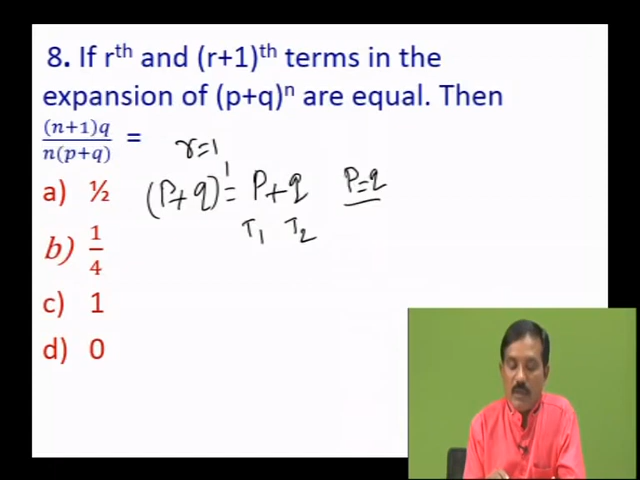 8. If rᵗʰ and (r+1)ᵗʰ terms in the
expansion of (p+q)ⁿ are equal. Then
(n+1)q / n(p+q) =
r=1
a) ½
(P+q)¹ = P+q
P=q
T₁ T₂
b) 1/4
c) 1
d) 0